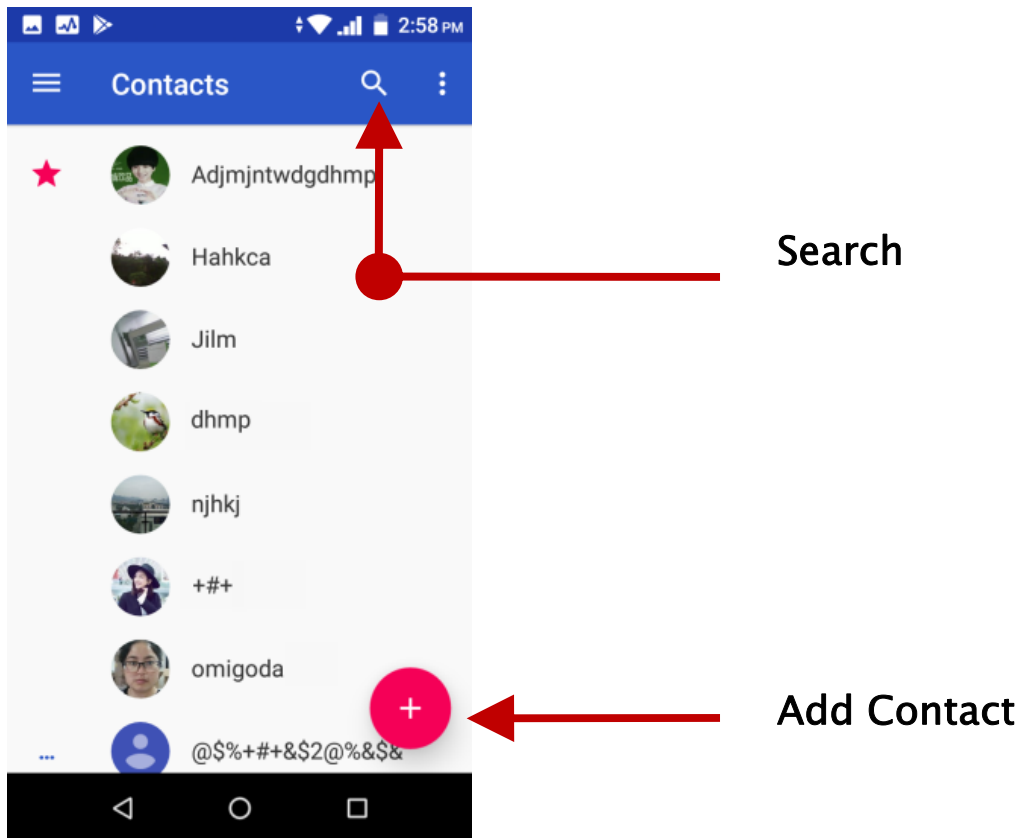 2:58 PM
Contacts
Adjmjntwdgdhmp
Hahkca
Search
Jilm
dhmp
njhkj
+#+
omigoda
Add Contact
@$%+#+&$2@%&$&